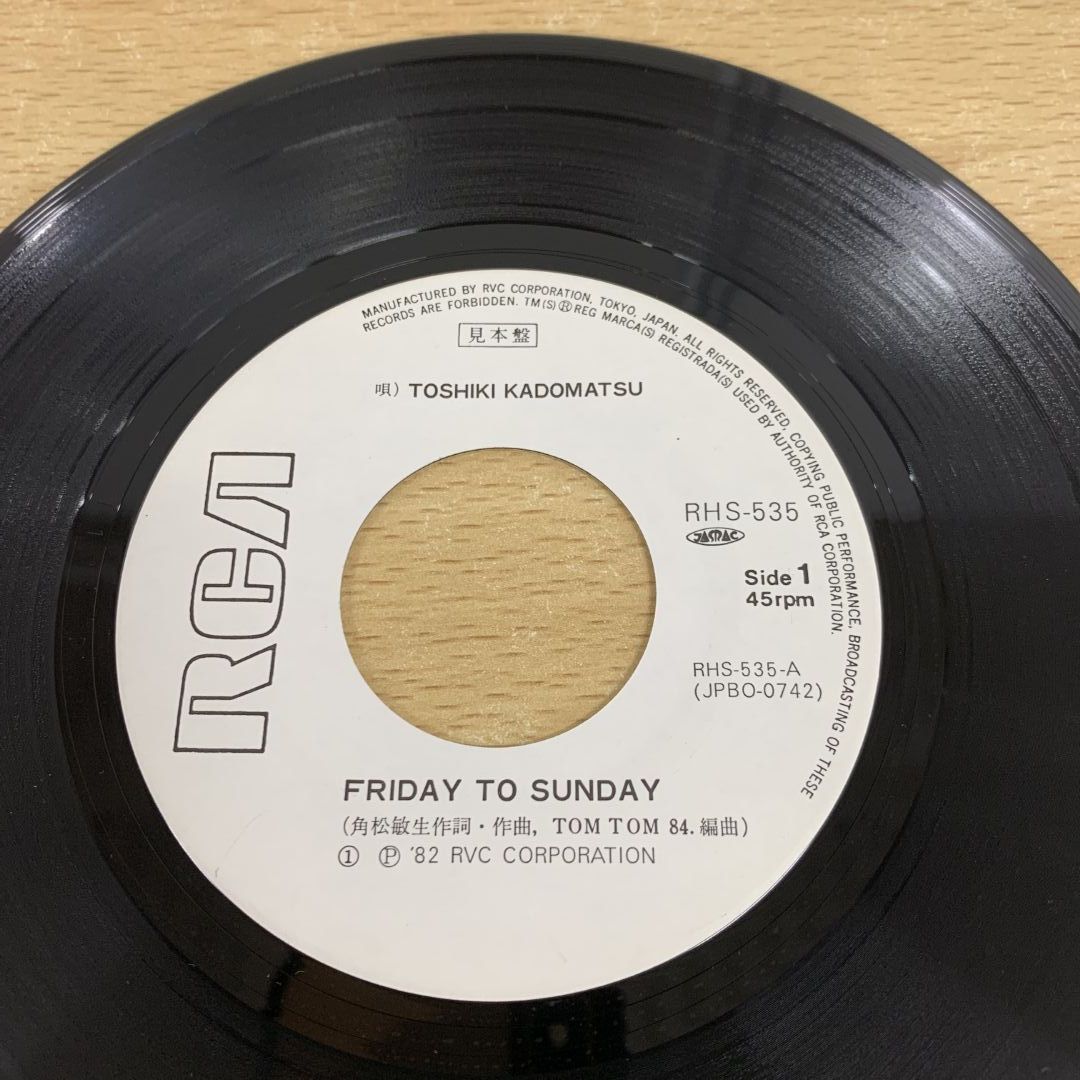 MANUFACTURED BY RVC CORPORATION, TOKYO, JAPAN. ALL RIGHTS RESERVED, COPYING PUBLIC PERFORMANCE, BROADCASTING OF THESE
RECORDS ARE FORBIDDEN. TM(S)Ⓡ REG MARCA(S) REGISTRADA(S) USED BY AUTHORITY OF RCA CORPORATION.
見本盤
唄) TOSHIKI KADOMATSU
RCA
RHS-535
JASRAC
Side 1
45rpm
RHS-535-A
(JPBO-0742)
FRIDAY TO SUNDAY
(角松敏生作詞・作曲, TOM TOM 84.編曲)
① Ⓟ '82 RVC CORPORATION